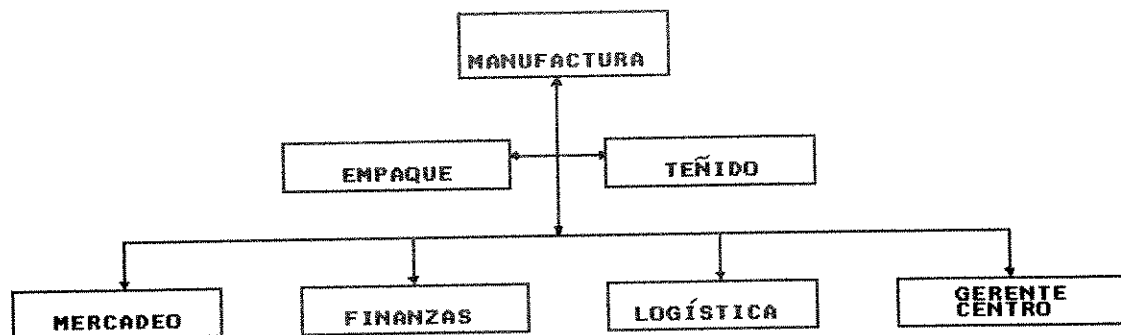 MANUFACTURA
EMPAQUE
TEÑIDO
MERCADEO
FINANZAS
LOGÍSTICA
GERENTE
CENTRO